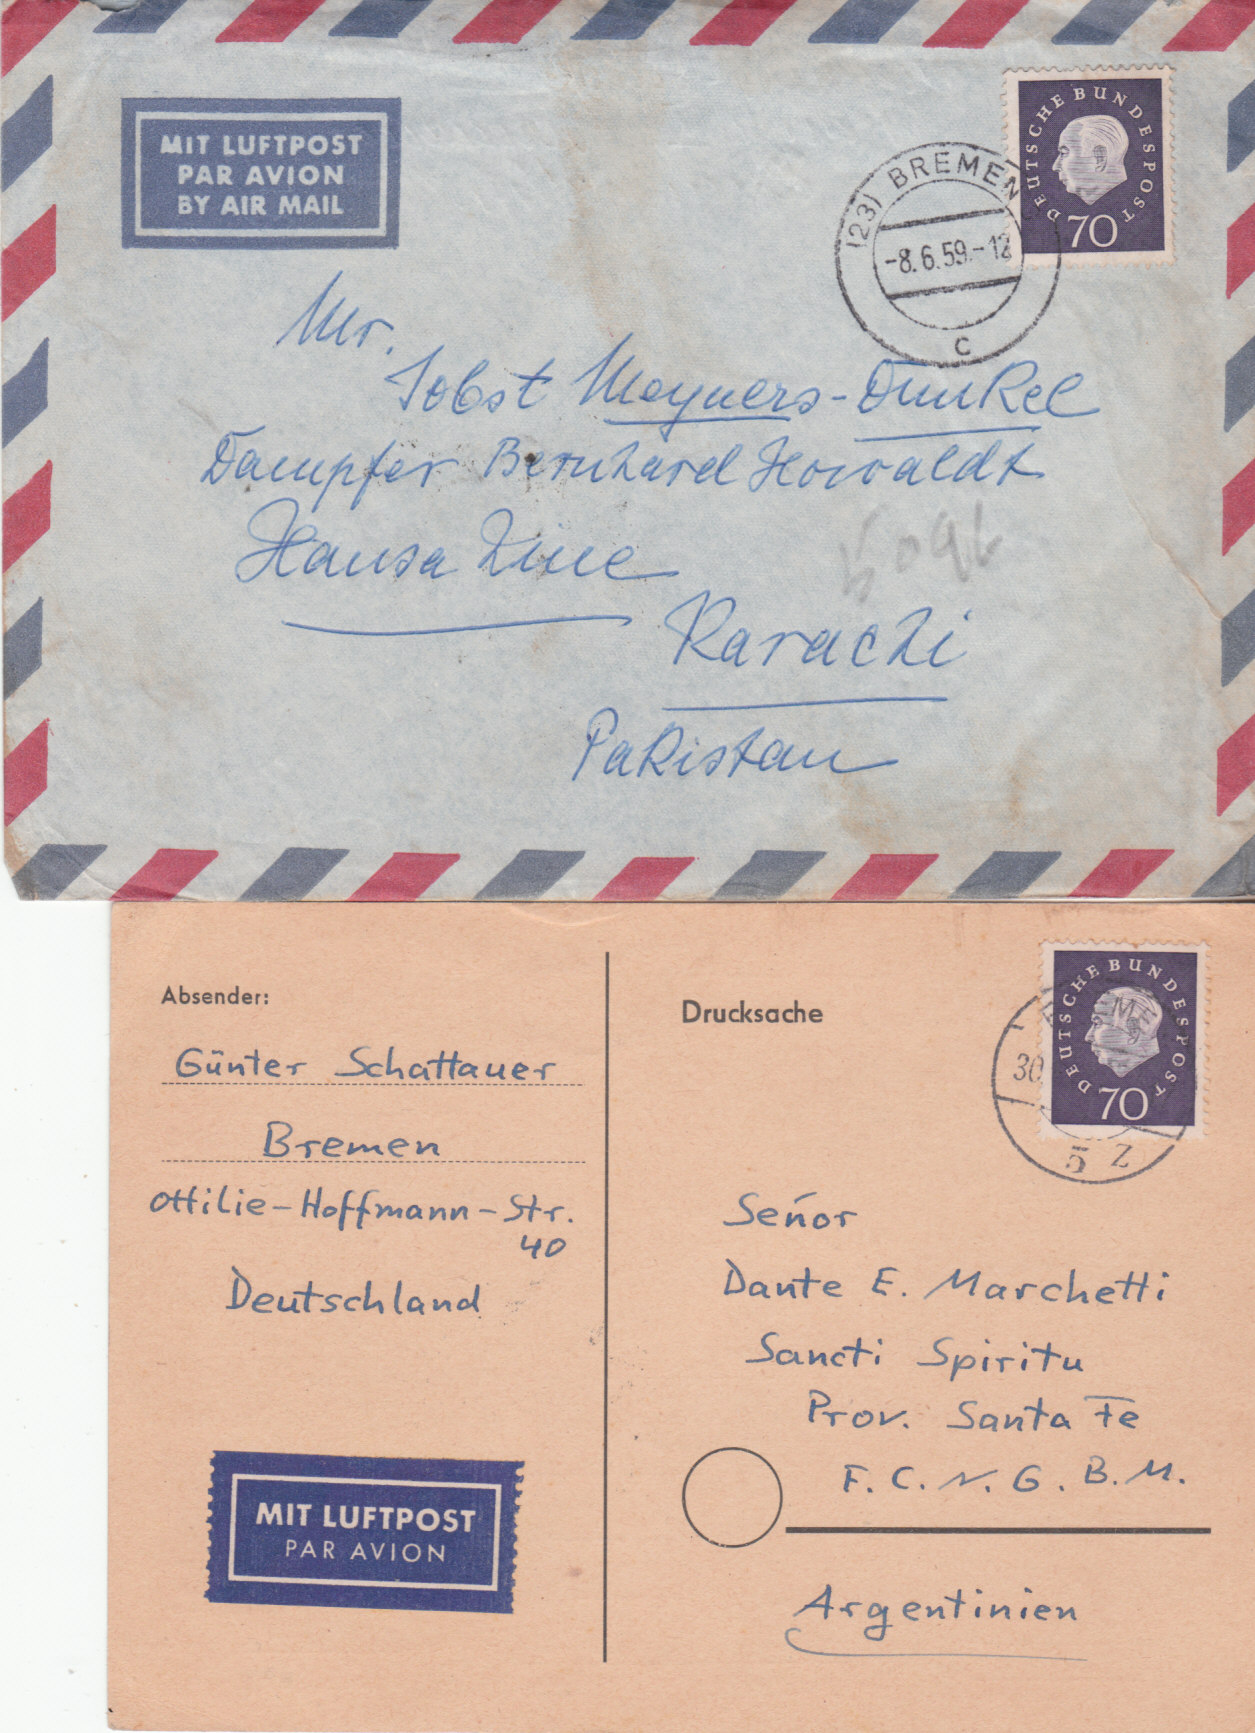 MIT LUFTPOST
PAR AVION
BY AIR MAIL
DEUTSCHE BUNDESPOST
70
(23) BREMEN
-8.6.59.-12
c
Mr.
Jobst Meyners-Dunkel
Dampfer Bernhard Howaldt
Hansa Line
Karachi
Pakistan
Absender:
Günter Schattauer
Bremen
Ottilie-Hoffmann-Str.
40
Deutschland
MIT LUFTPOST
PAR AVION
Drucksache
DEUTSCHE BUNDESPOST
70
30
5 Z
Señor
Dante E. Marchetti
Sancti Spiritu
Prov. Santa Fe
F. C. N. G. B. M.
Argentinien